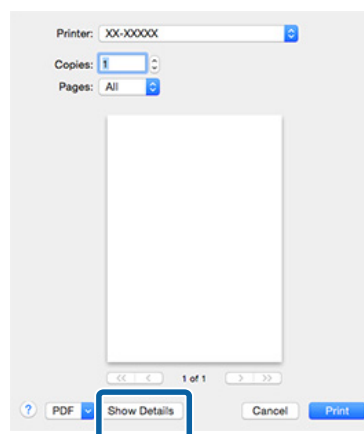 Printer: XX-XXXXX
Copies: 1
Pages: All
<< < 1 of 1 > >>
? PDF Show Details Cancel Print